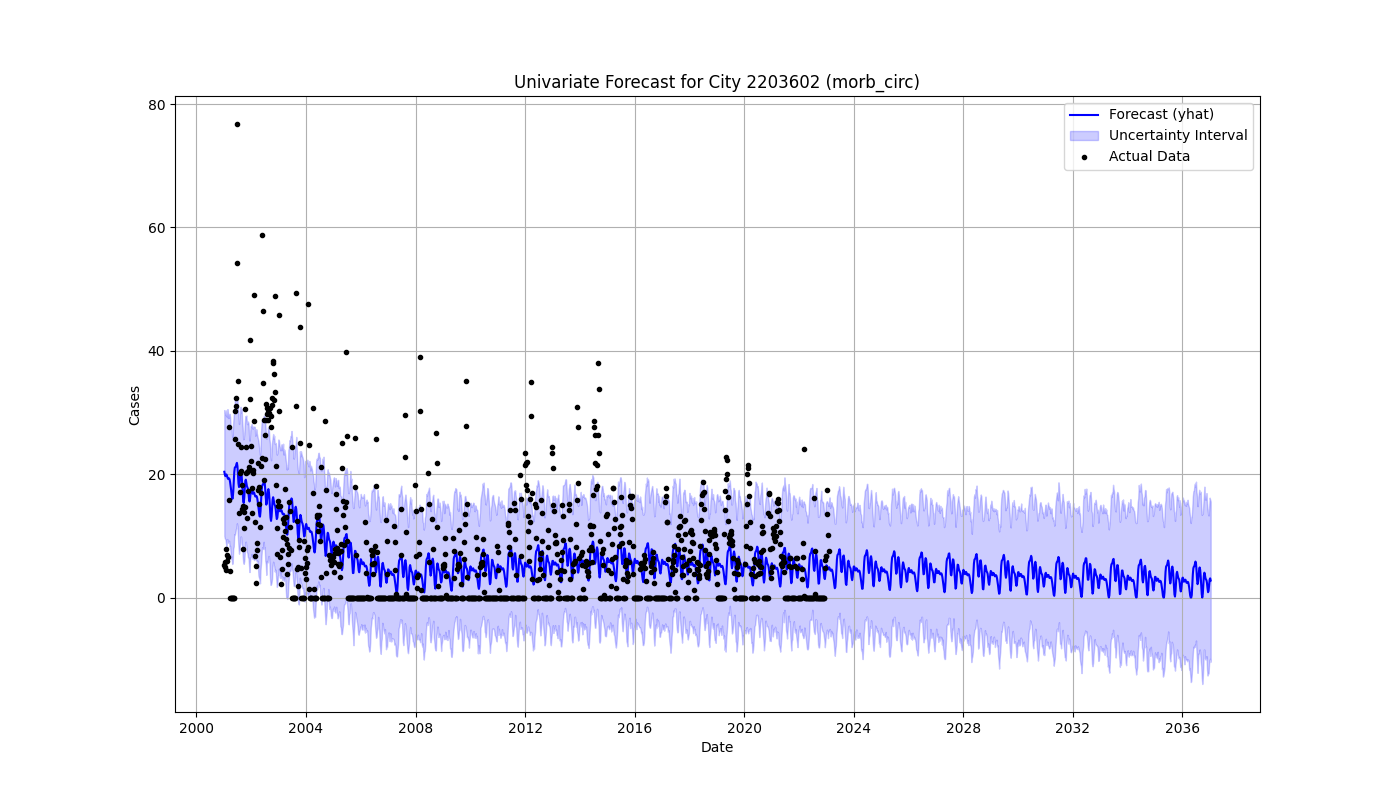 Univariate Forecast for City 2203602 (morb_circ)
Forecast (yhat)
Uncertainty Interval
Actual Data
80
60
40
20
0
Cases
2000 2004 2008 2012 2016 2020 2024 2028 2032 2036
Date